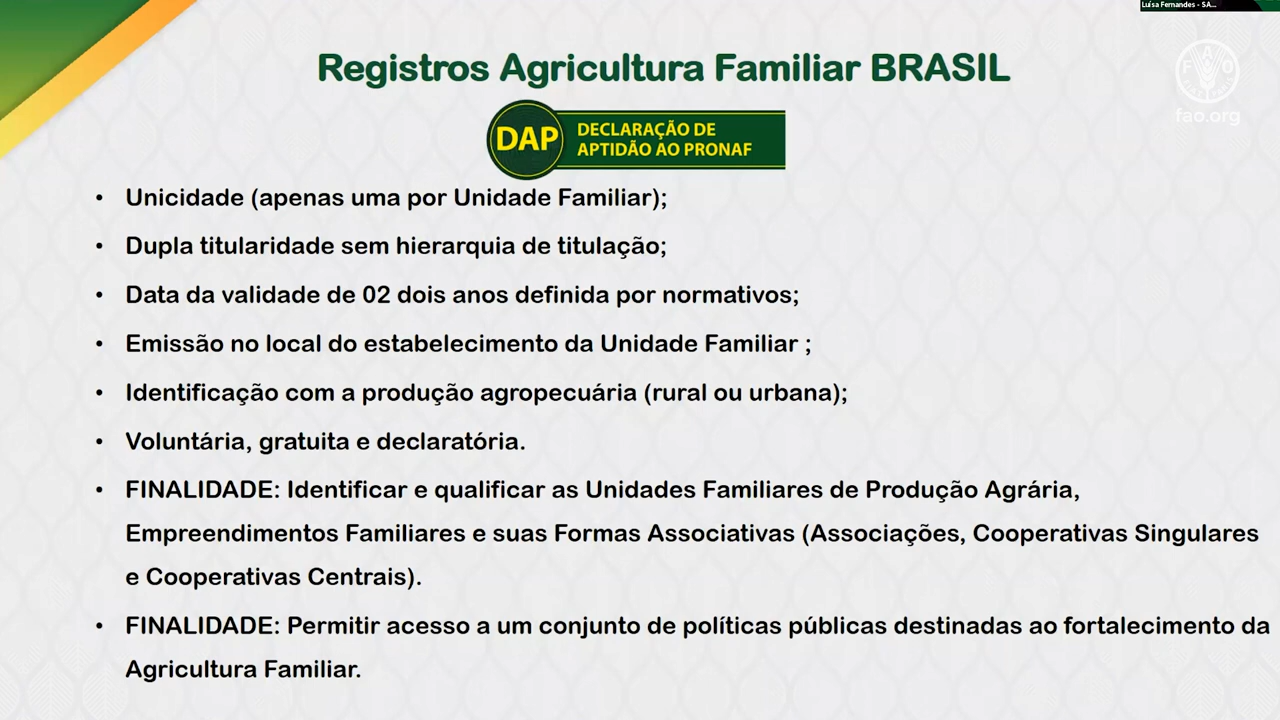 Luísa Fernandes - SA...
Registros Agricultura Familiar BRASIL
FAO
fao.org
DAP
DECLARAÇÃO DE
APTIDÃO AO PRONAF
• Unicidade (apenas uma por Unidade Familiar);
• Dupla titularidade sem hierarquia de titulação;
• Data da validade de 02 dois anos definida por normativos;
• Emissão no local do estabelecimento da Unidade Familiar ;
• Identificação com a produção agropecuária (rural ou urbana);
• Voluntária, gratuita e declaratória.
• FINALIDADE: Identificar e qualificar as Unidades Familiares de Produção Agrária,
Empreendimentos Familiares e suas Formas Associativas (Associações, Cooperativas Singulares
e Cooperativas Centrais).
• FINALIDADE: Permitir acesso a um conjunto de políticas públicas destinadas ao fortalecimento da
Agricultura Familiar.